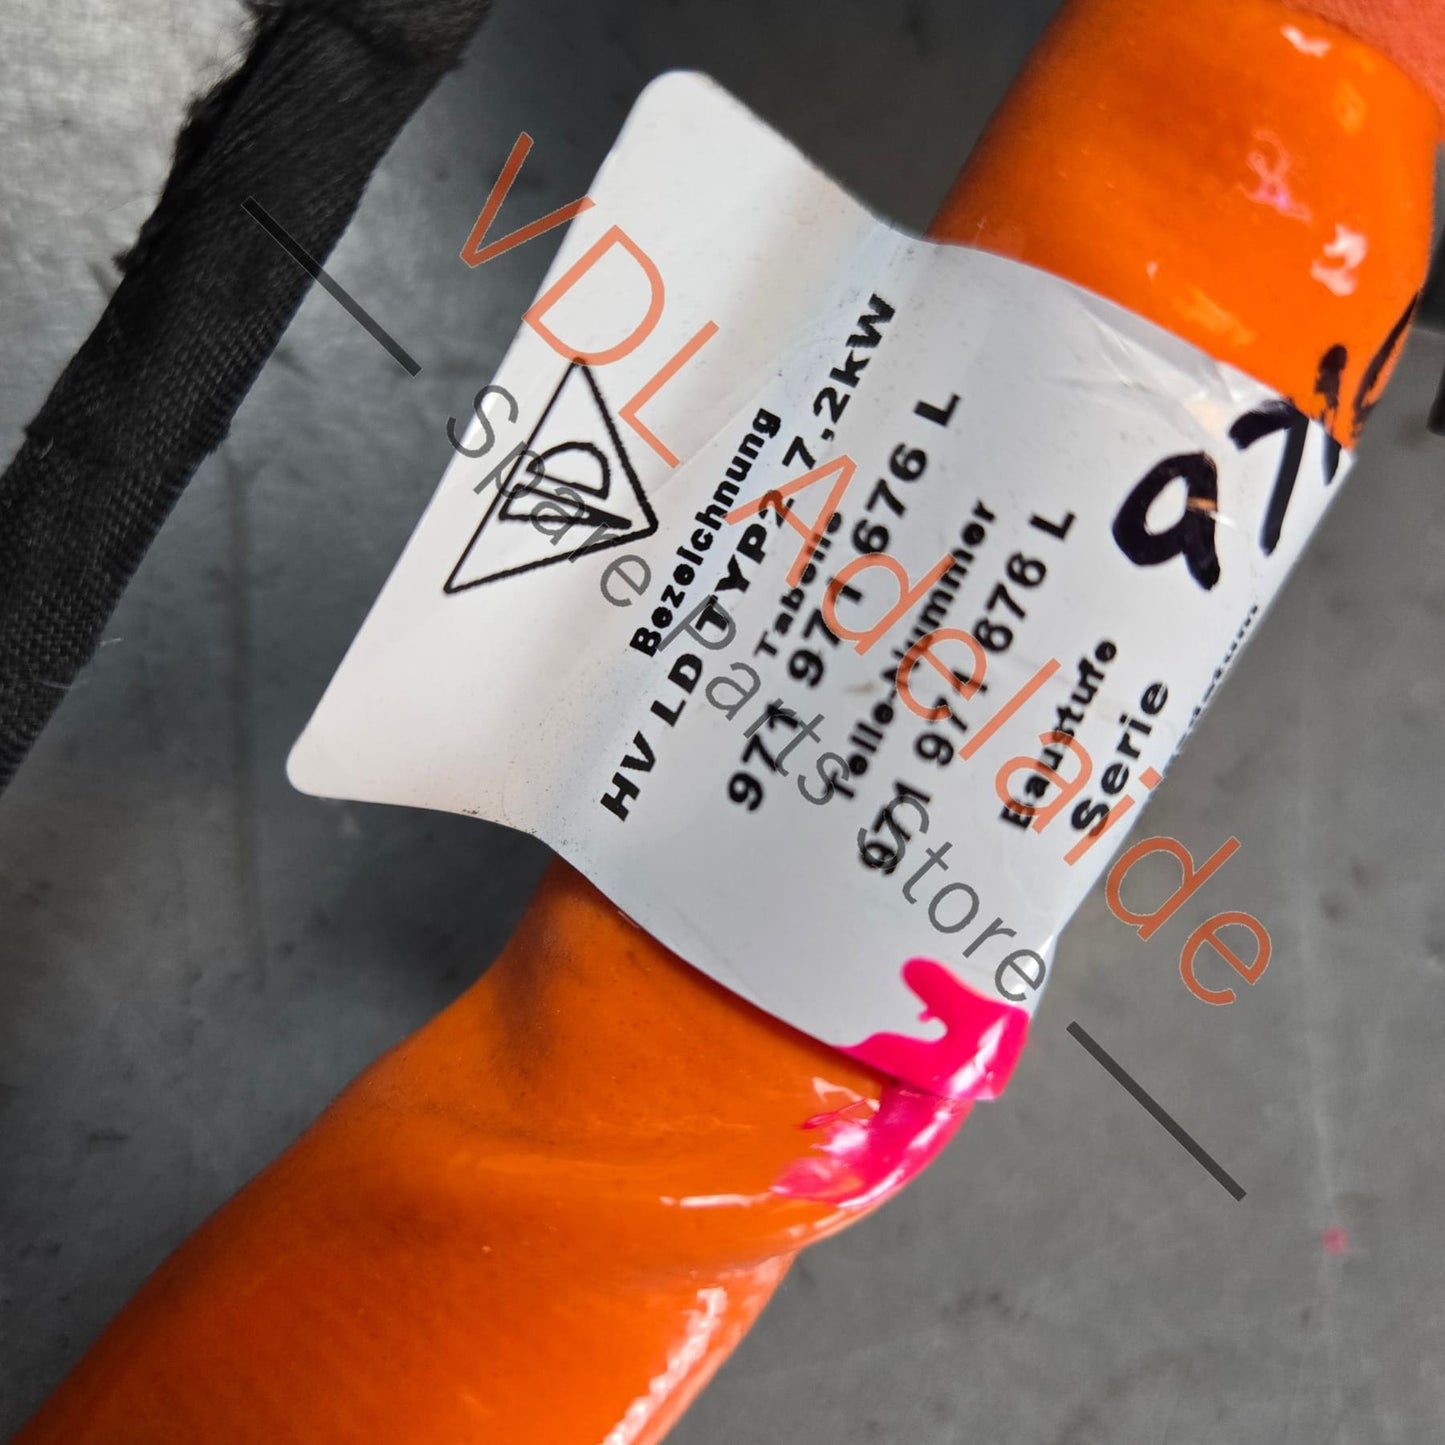 VDL Adelaide
Spare Parts Store
Bezeichnung
HV LD TYP2 7,2kW
Tabelle
971 971 676 L
Teile-Nummer
971 971 676 L
Baustufe
Serie